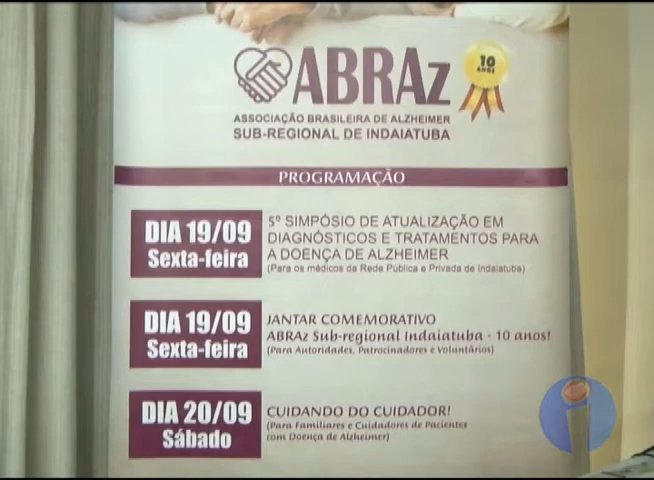 ABRAz
10
ANOS
ASSOCIAÇÃO BRASILEIRA DE ALZHEIMER
SUB-REGIONAL DE INDAIATUBA
PROGRAMAÇÃO
DIA 19/09
Sexta-feira
5º SIMPÓSIO DE ATUALIZAÇÃO EM
DIAGNÓSTICOS E TRATAMENTOS PARA
A DOENÇA DE ALZHEIMER
(Para os médicos da Rede Pública e Privada de Indaiatuba)
DIA 19/09
Sexta-feira
JANTAR COMEMORATIVO
ABRAz Sub-regional Indaiatuba - 10 anos!
(Para Autoridades, Patrocinadores e Voluntários)
DIA 20/09
Sábado
CUIDANDO DO CUIDADOR!
(Para Familiares e Cuidadores de Pacientes
com Doença de Alzheimer)
i